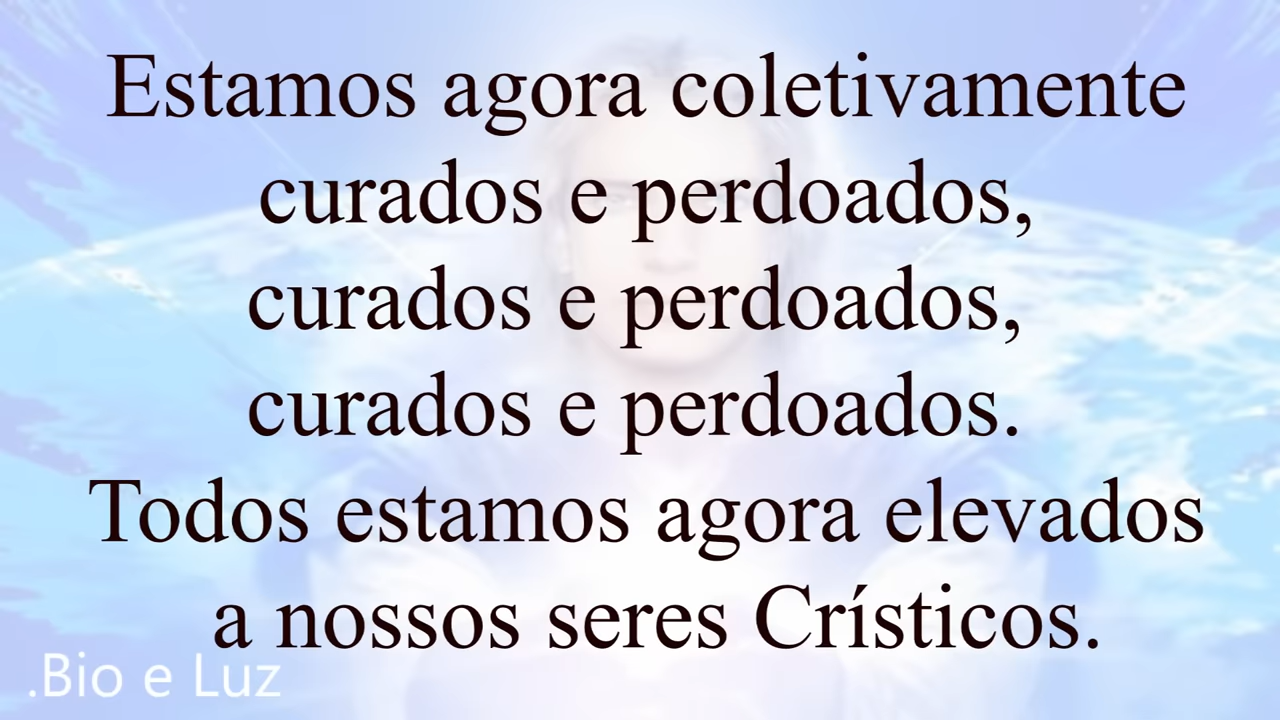 Estamos agora coletivamente
curados e perdoados,
curados e perdoados,
curados e perdoados.
Todos estamos agora elevados
a nossos seres Crísticos.
.Bio e Luz